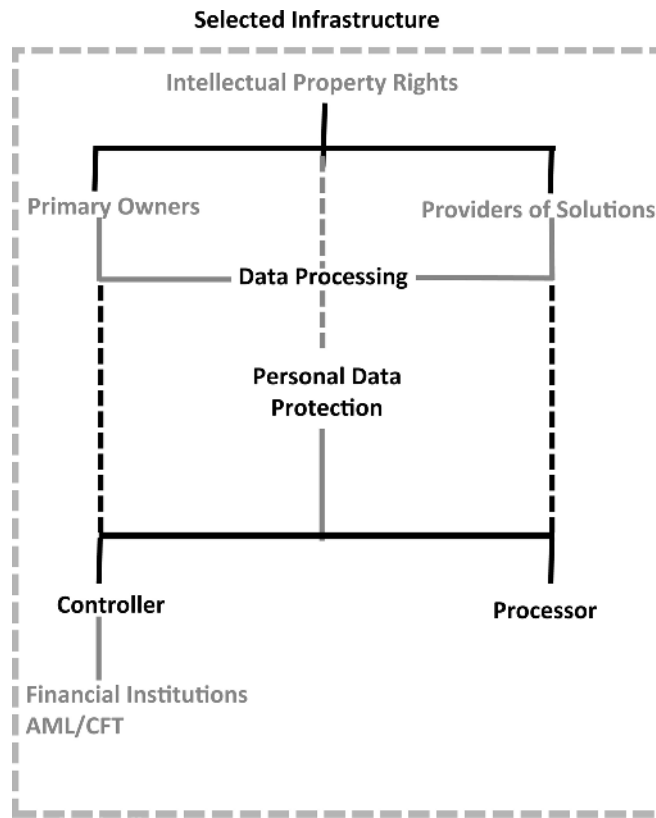 Selected Infrastructure
Intellectual Property Rights
Primary Owners
Providers of Solutions
Data Processing
Personal Data
Protection
Controller
Processor
Financial Institutions
AML/CFT